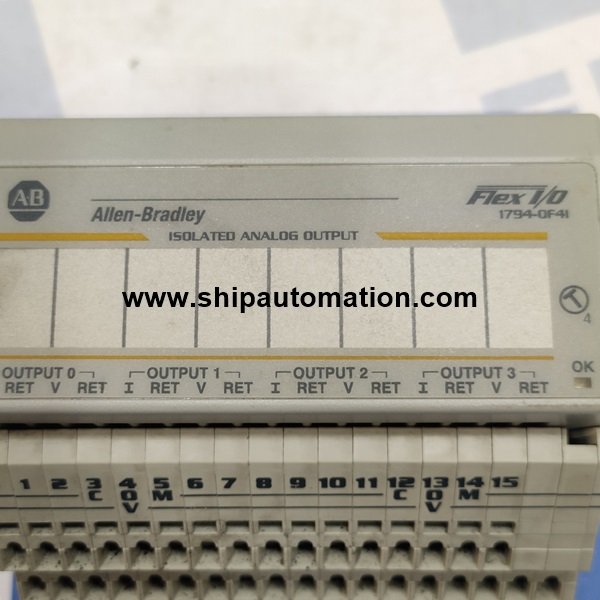 AB Allen-Bradley Flex I/O
1794-OF4I
ISOLATED ANALOG OUTPUT
www.shipautomation.com
4
OUTPUT 0 OUTPUT 1 OUTPUT 2 OUTPUT 3 OK
RET V RET I RET V RET I RET V RET I RET V RET
1 2 3 4 5 6 7 8 9 10 11 12 13 14 15
C O M C O M
V V